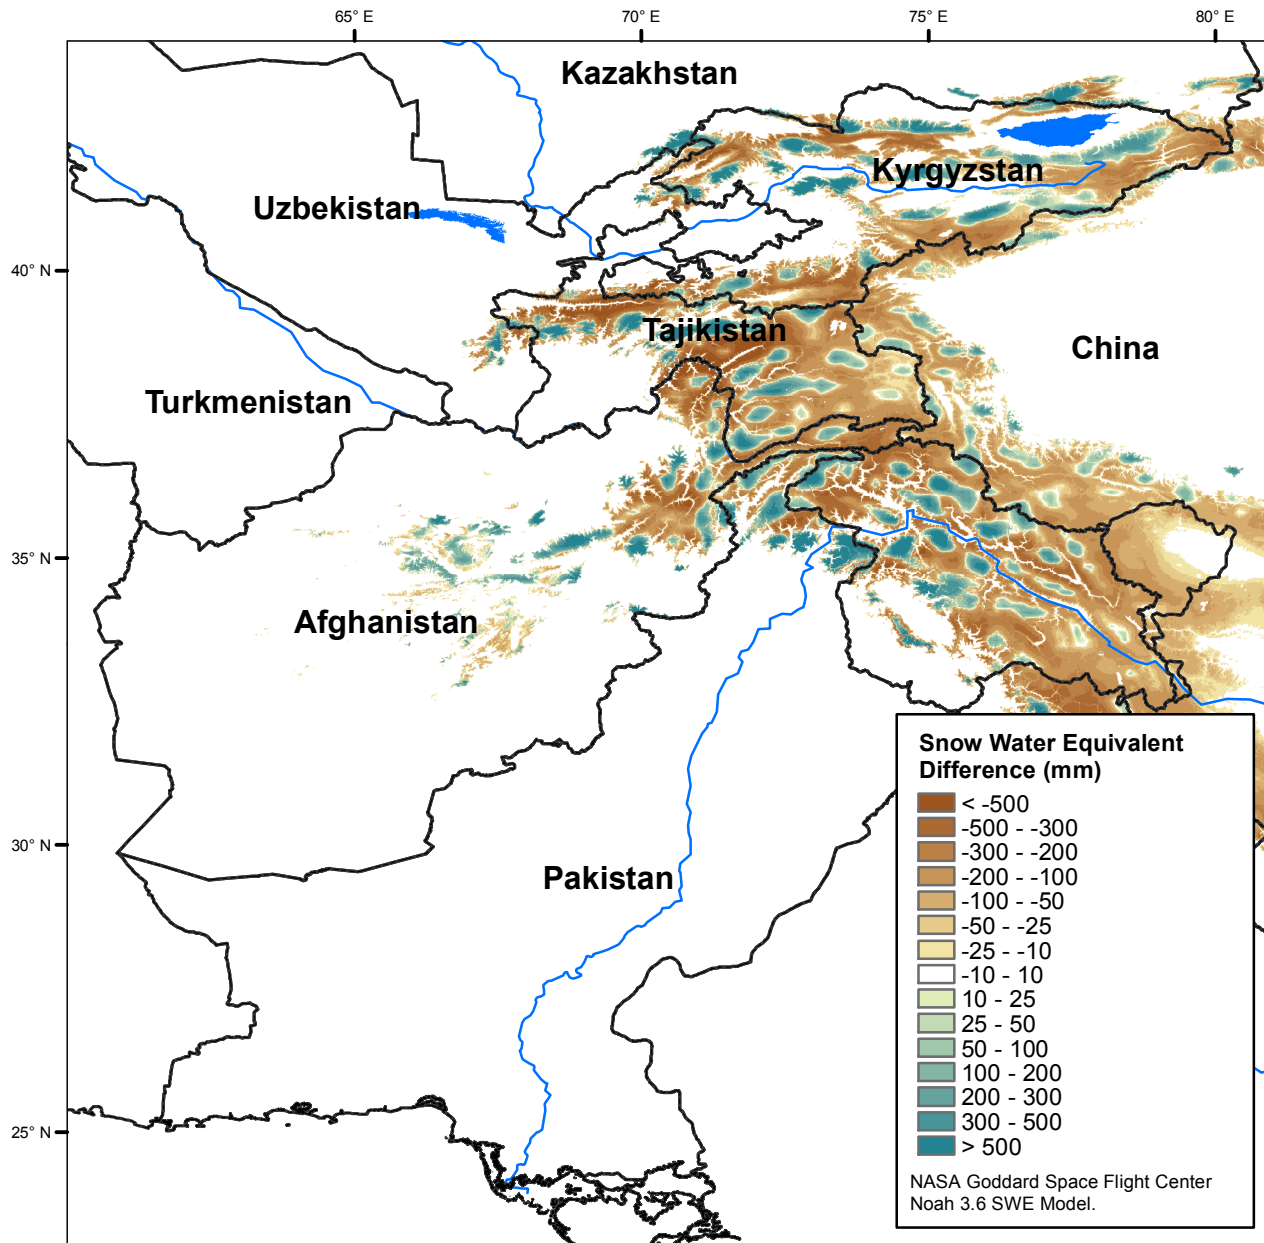 65° E
70° E
75° E
80° E
Kazakhstan
Kyrgyzstan
Uzbekistan
40° N
Tajikistan
China
Turkmenistan
35° N
Afghanistan
30° N
Pakistan
25° N
Snow Water Equivalent
Difference (mm)
< -500
-500 - -300
-300 - -200
-200 - -100
-100 - -50
-50 - -25
-25 - -10
-10 - 10
10 - 25
25 - 50
50 - 100
100 - 200
200 - 300
300 - 500
> 500
NASA Goddard Space Flight Center
Noah 3.6 SWE Model.